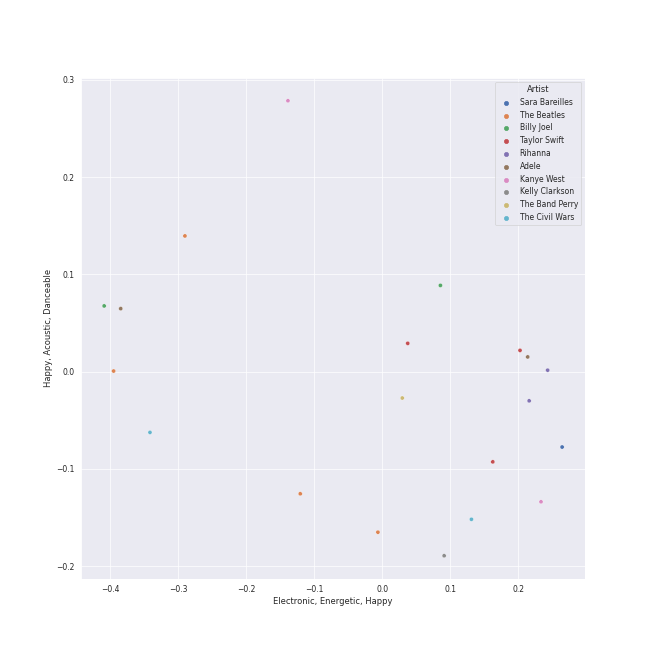 0.3
0.2
0.1
0.0
−0.1
−0.2
Happy, Acoustic, Danceable
Artist
Sara Bareilles
The Beatles
Billy Joel
Taylor Swift
Rihanna
Adele
Kanye West
Kelly Clarkson
The Band Perry
The Civil Wars
−0.4 −0.3 −0.2 −0.1 0.0 0.1 0.2
Electronic, Energetic, Happy